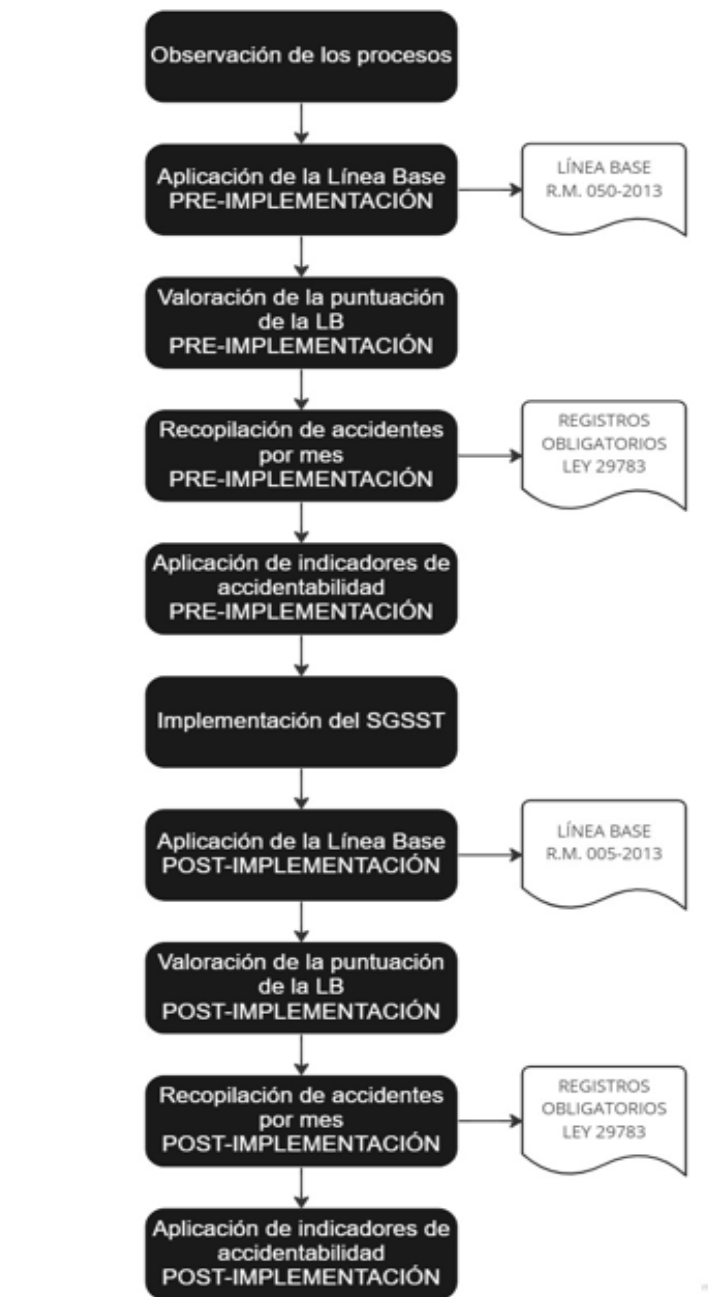 Observación de los procesos
Aplicación de la Línea Base
PRE-IMPLEMENTACIÓN
LÍNEA BASE
R.M. 050-2013
Valoración de la puntuación
de la LB
PRE-IMPLEMENTACIÓN
Recopilación de accidentes
por mes
PRE-IMPLEMENTACIÓN
REGISTROS
OBLIGATORIOS
LEY 29783
Aplicación de indicadores de
accidentabilidad
PRE-IMPLEMENTACIÓN
Implementación del SGSST
Aplicación de la Línea Base
POST-IMPLEMENTACIÓN
LÍNEA BASE
R.M. 005-2013
Valoración de la puntuación
de la LB
POST-IMPLEMENTACIÓN
Recopilación de accidentes
por mes
POST-IMPLEMENTACIÓN
REGISTROS
OBLIGATORIOS
LEY 29783
Aplicación de indicadores de
accidentabilidad
POST-IMPLEMENTACIÓN